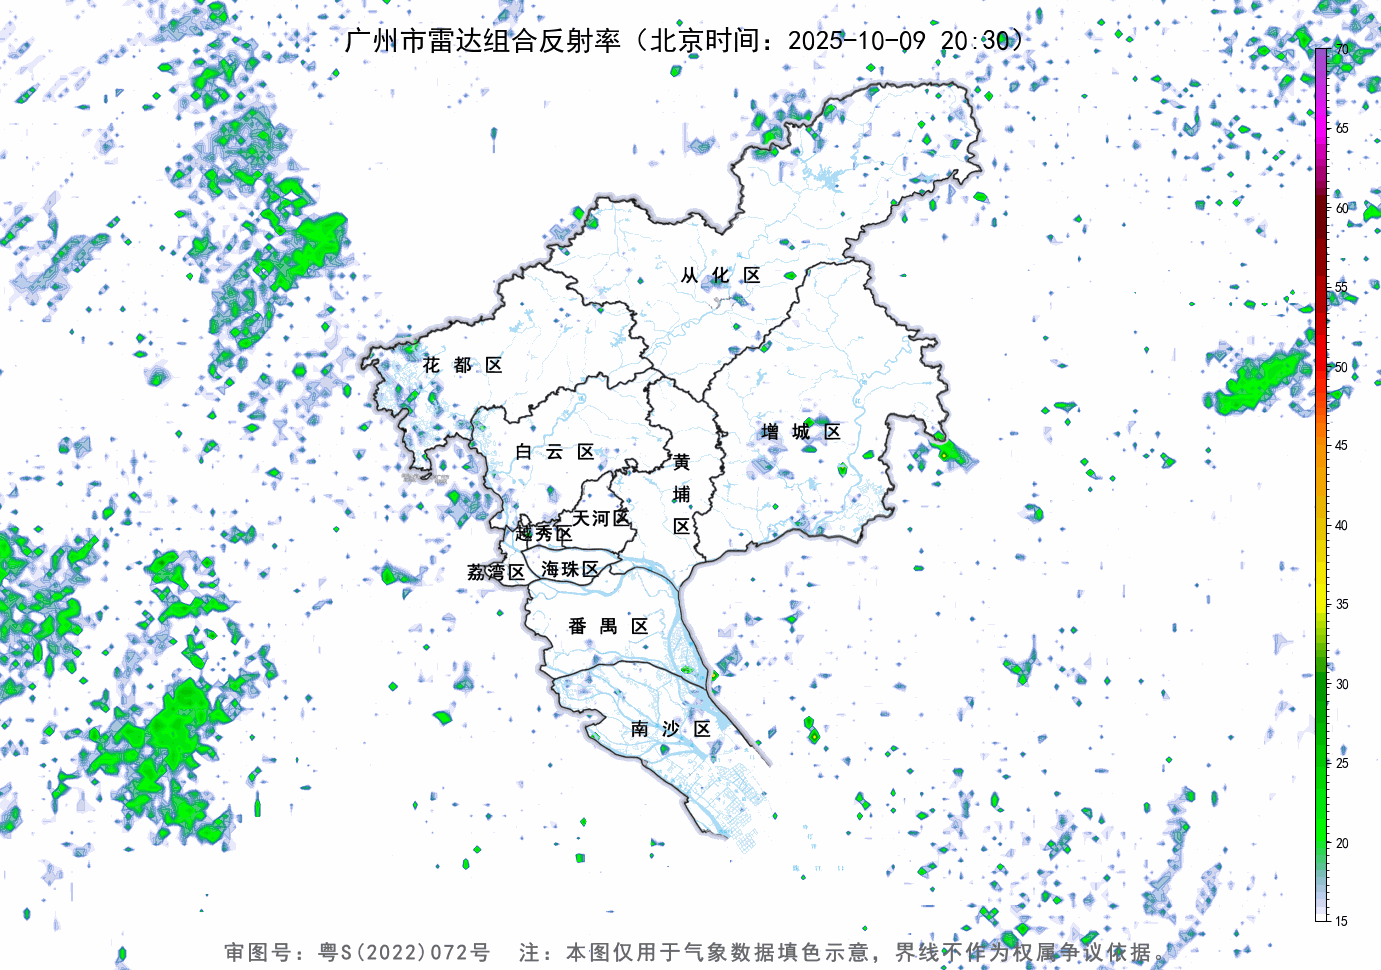 广州市雷达组合反射率（北京时间：2025-10-09 20:30）
70
65
60
55
50
45
40
35
30
25
20
15
从化区
花都区
增城区
白云区
黄埔区
天河区
越秀区
荔湾区
海珠区
番禺区
南沙区
审图号：粤S(2022)072号 注：本图仅用于气象数据填色示意，界线不作为权属争议依据。